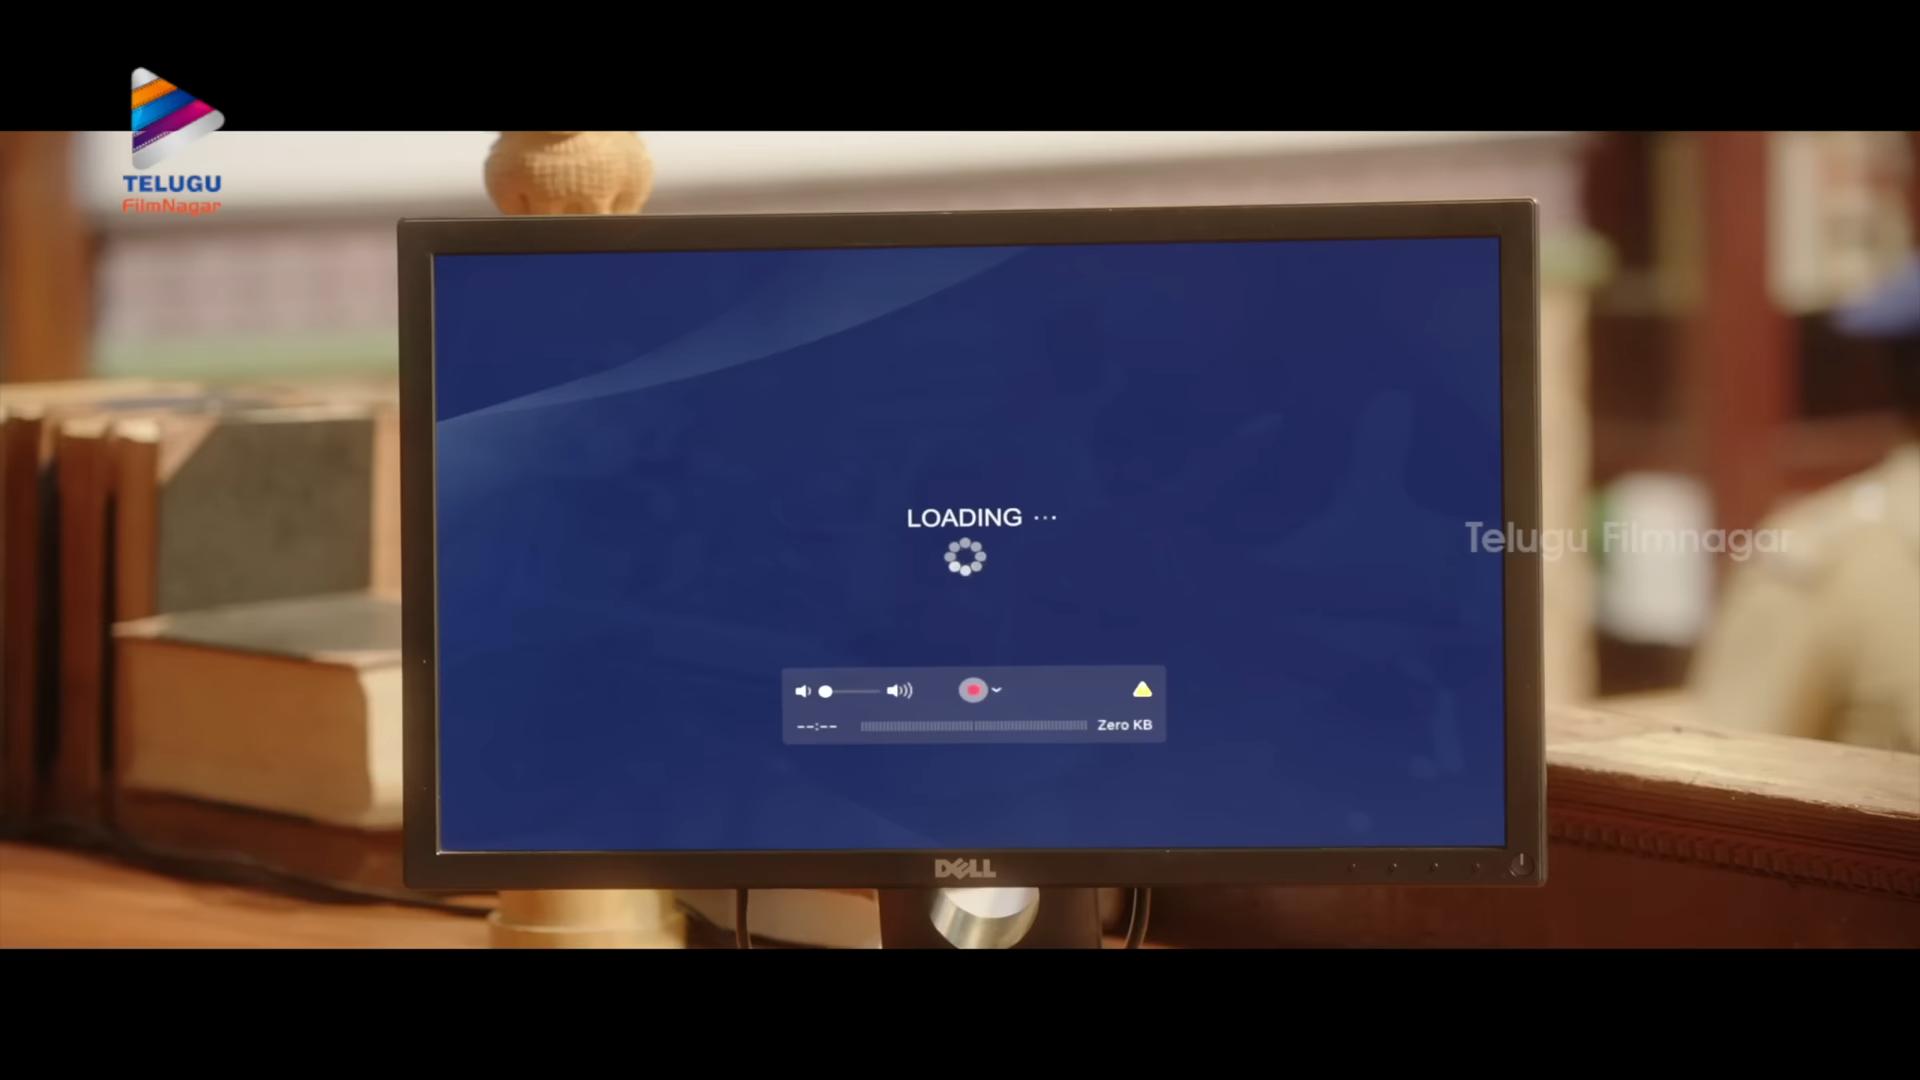 TELUGU
FilmNagar
LOADING ...
Telugu Filmnagar
--:-- Zero KB
DELL